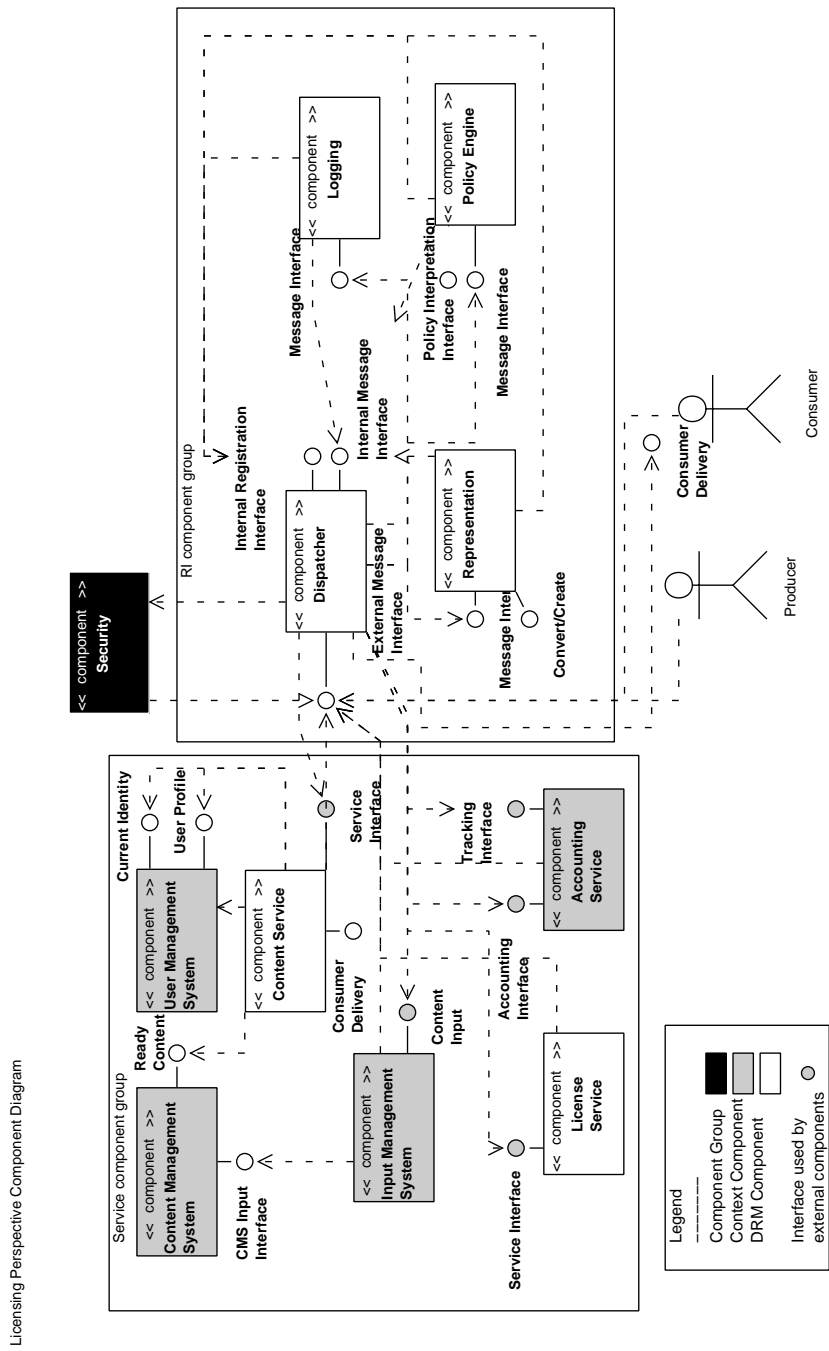 Licensing Perspective Component Diagram
Service component group
<< component >>
Content Management
System
Ready
Content
CMS Input
Interface
<< component >>
User Management
System
Current Identity
User Profile
<< component >>
Content Service
Consumer
Delivery
Service
Interface
<< component >>
Input Management
System
Content
Input
<< component >>
License
Service
Service Interface
Accounting
Interface
<< component >>
Accounting
Service
Tracking
Interface
<< component >>
Security
RI component group
Internal Registration
Interface
<< component >>
Dispatcher
External Message
Interface
Internal Message
Interface
<< component >>
Logging
Message Interface
<< component >>
Policy Engine
Policy Interpretation
Interface
Message Interface
<< component >>
Representation
Message Inter
Convert/Create
Producer
Consumer
Delivery
Consumer
Legend
Component Group
Context Component
DRM Component
Interface used by
external components